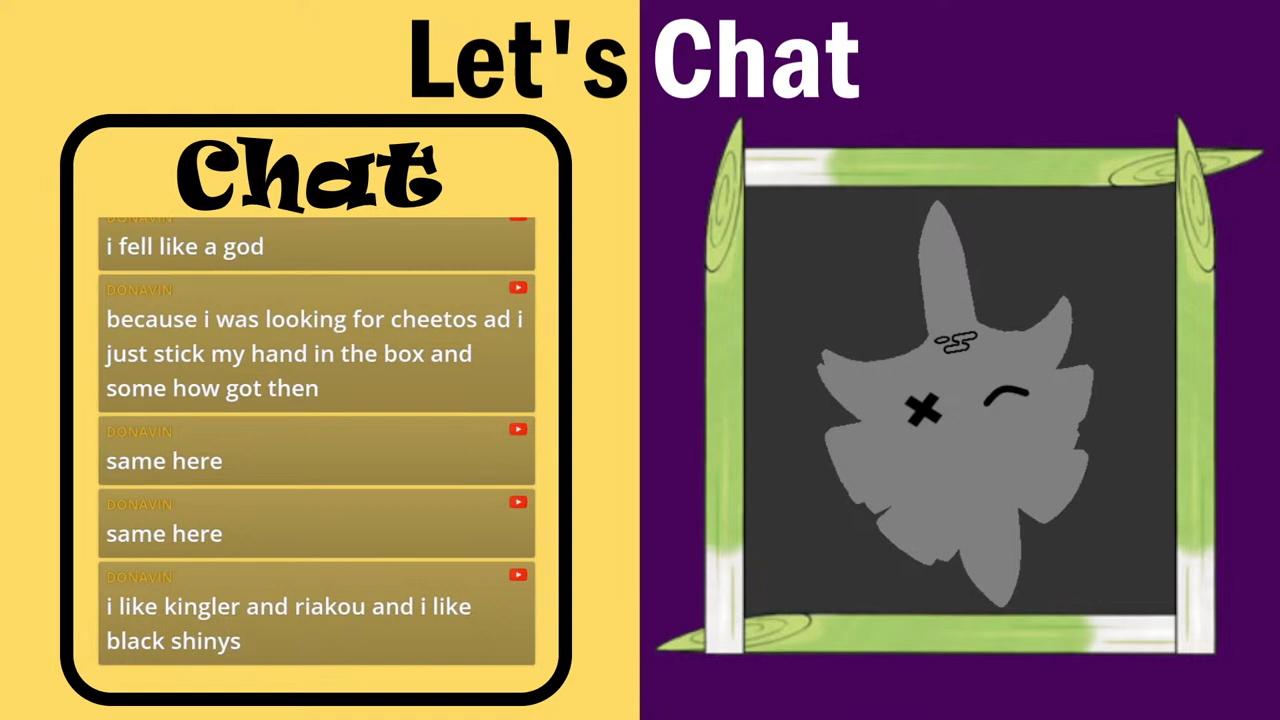 Let's Chat
Chat
DONAVIN
i fell like a god
DONAVIN
because i was looking for cheetos ad i
just stick my hand in the box and
some how got then
DONAVIN
same here
DONAVIN
same here
DONAVIN
i like kingler and riakou and i like
black shinys